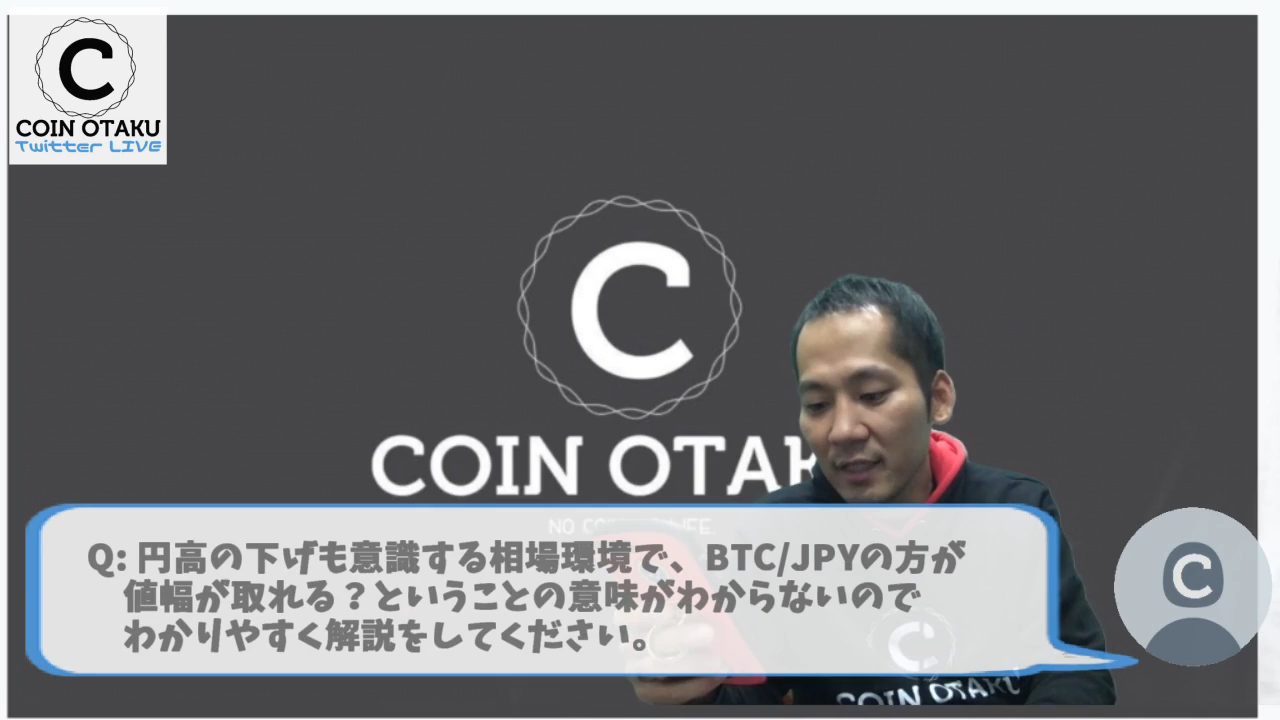 C
COIN OTAKU
Twitter LIVE
C
COIN OTAK
Q: 円高の下げも意識する相場環境で、BTC/JPYの方が
値幅が取れる？ということの意味がわからないので
わかりやすく解説をしてください。
C
C
COIN OTAKU